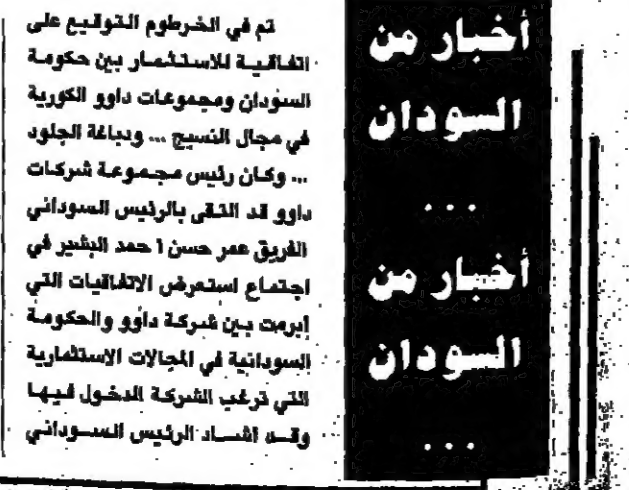 أخبار من
السودان
...
أخبار من
السودان
...
تم في الخرطوم التوقيع على
اتفاقية للاستثمار بين حكومة
السودان ومجموعات داوو الكورية
في مجال النسيج ... ودباغة الجلود
... وكان رئيس مجموعة شركات
داوو قد التقى بالرئيس السوداني
الفريق عمر حسن ا حمد البشير في
اجتماع استعرض الاتفاقيات التي
إبرمت بين شركة داوو والحكومة
السودانية في المجالات الاستثمارية
التي ترغب الشركة الدخول فيها
وقد اشاد الرئيس السوداني